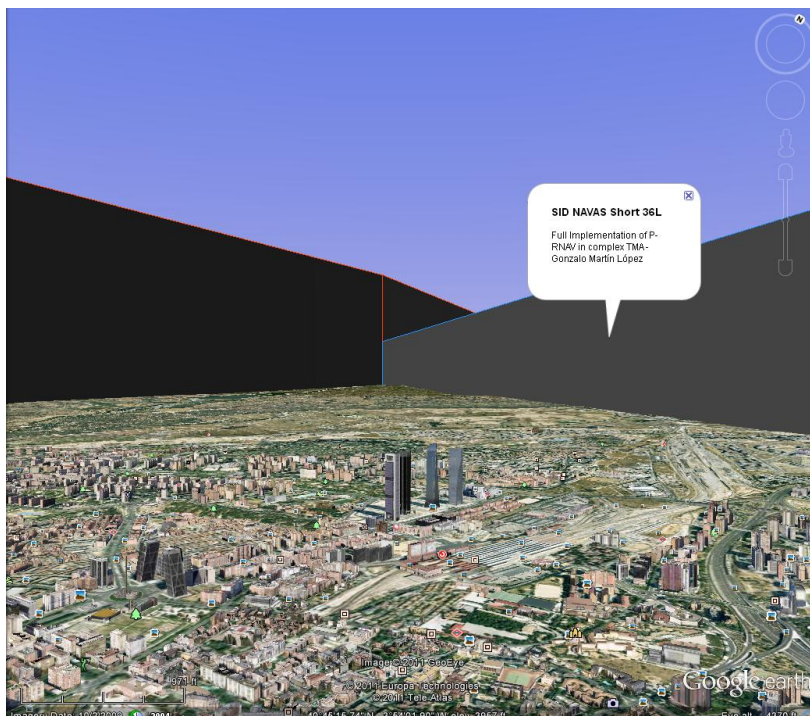 N
SID NAVAS Short 36L
Full Implementation of P-
RNAV in complex TMA-
Gonzalo Martín López
Image © 2011 GeoEye
© 2011 Europa Technologies
© 2011 Tele Atlas
Google earth